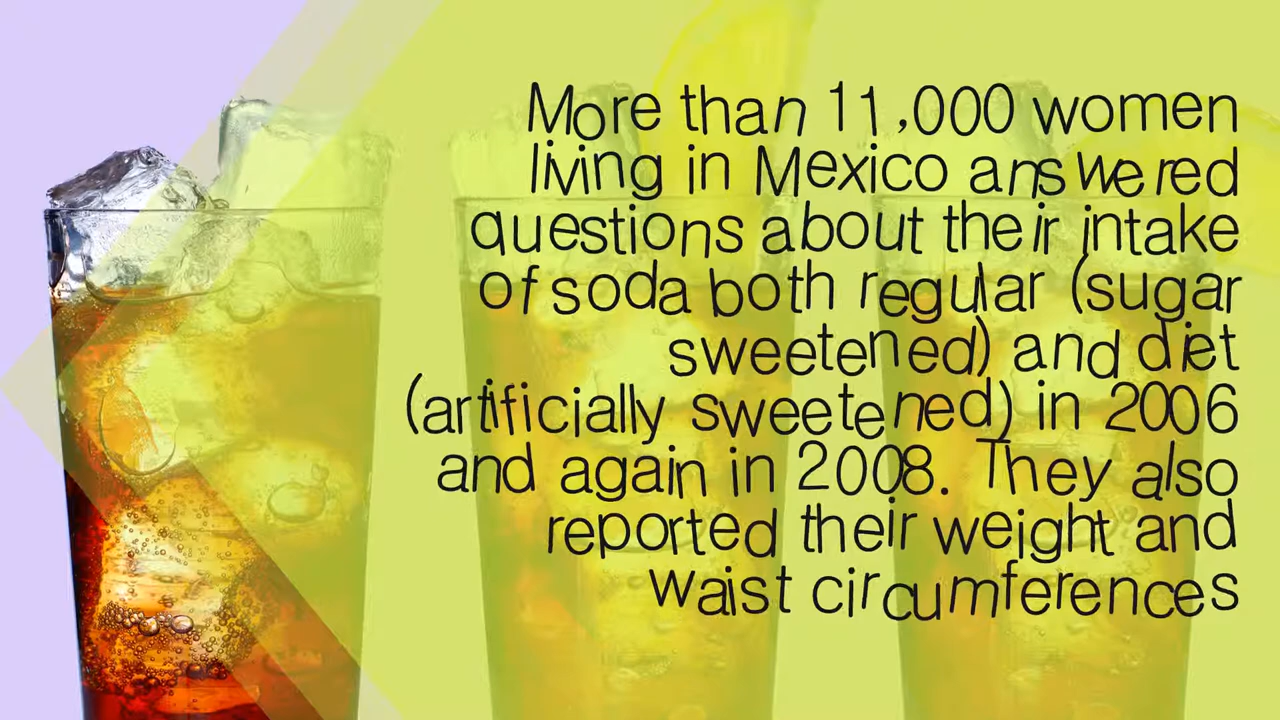 More than 11,000 women
living in Mexico answered
questions about their intake
of soda both regular (sugar
sweetened) and diet
(artificially sweetened) in 2006
and again in 2008. They also
reported their weight and
waist circumferences